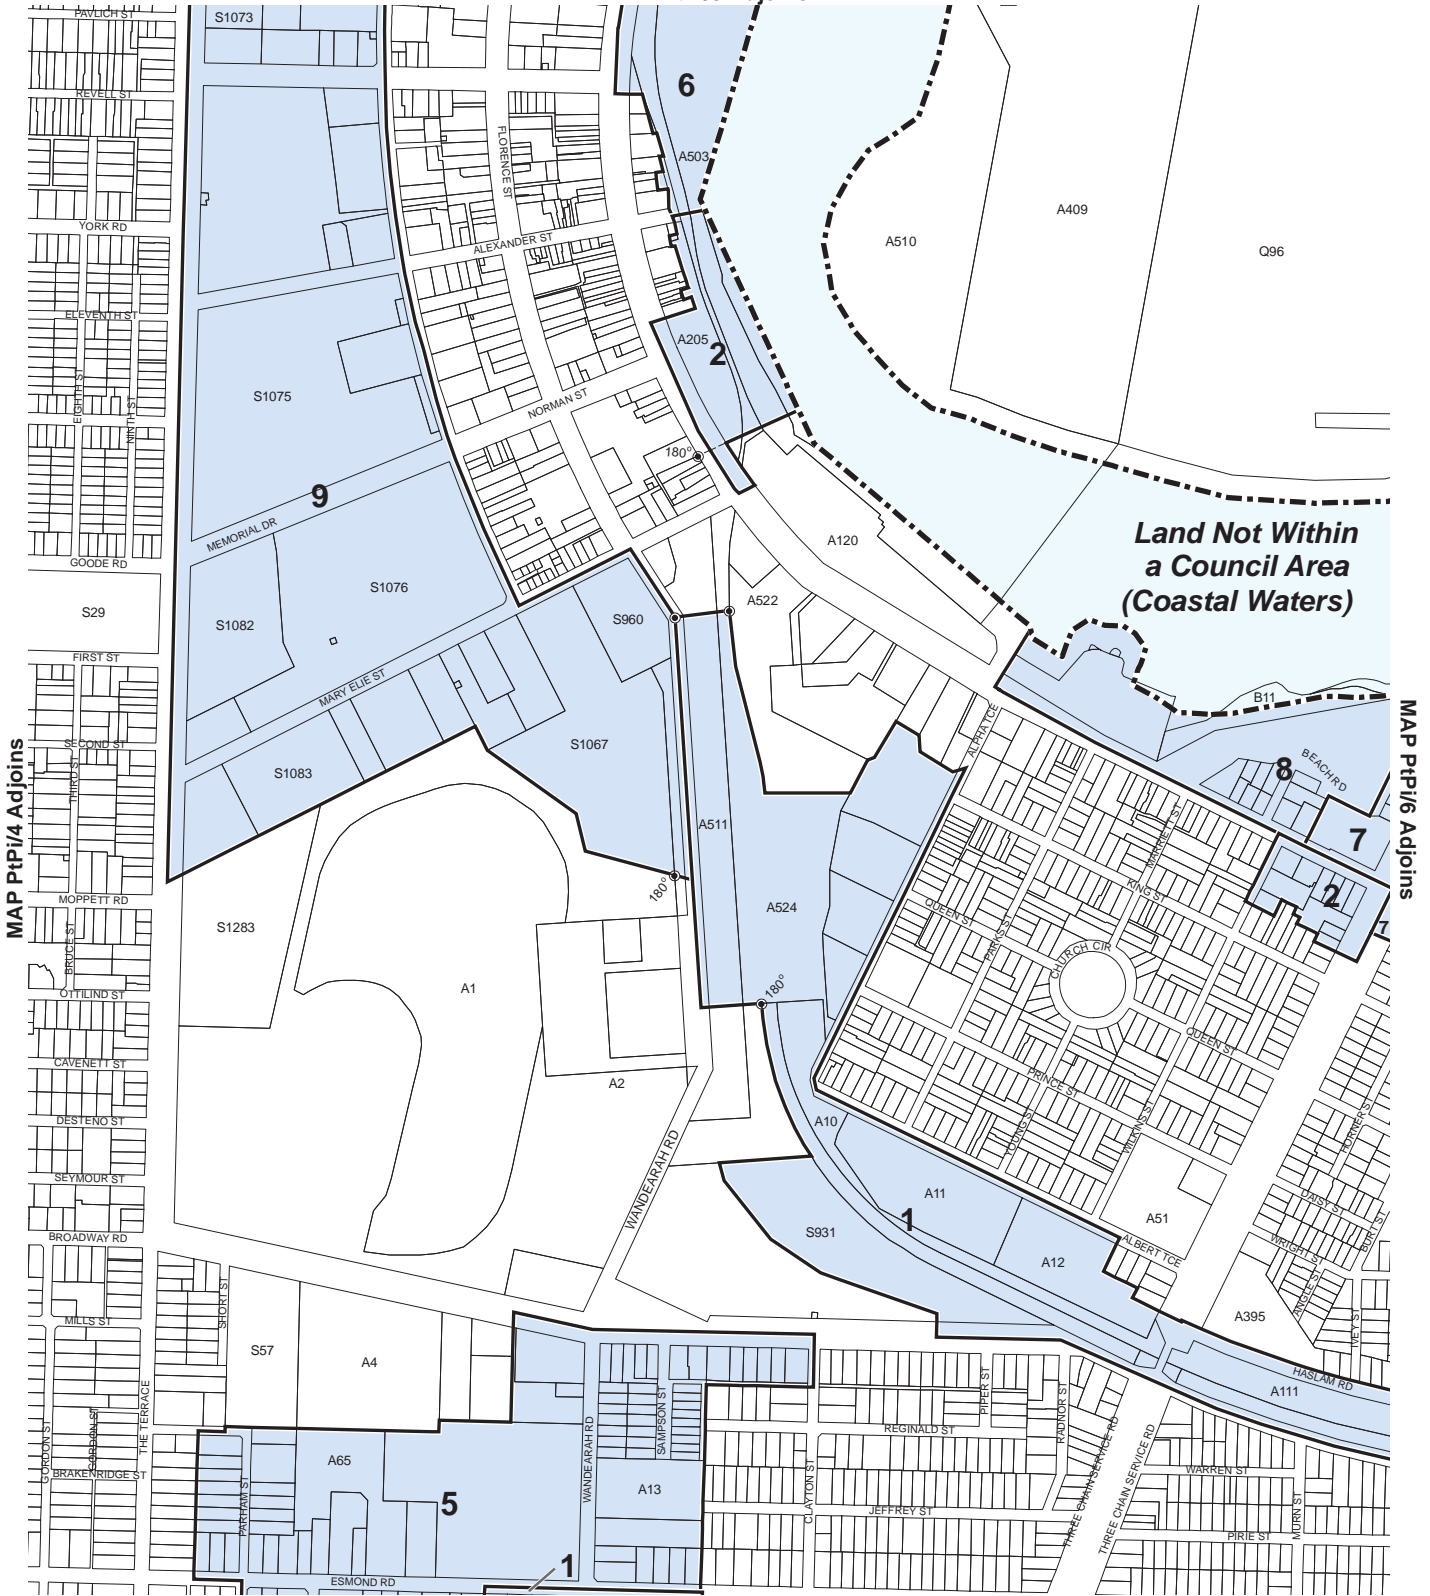 PAVLICH ST
S1073
6
REVELL ST
FLORENCE ST
A503
YORK RD
ALEXANDER ST
A510
A409
Q96
ELEVENTH ST
A205
2
EIGHTH ST
NINTH ST
S1075
NORMAN ST
180°
9
MEMORIAL DR
GOODE RD
A120
Land Not Within
a Council Area
(Coastal Waters)
S29
S1076
S1082
S960
A522
FIRST ST
MARY ELIE ST
B11
SECOND ST
THIRD ST
S1083
S1067
ALPHA TCE
BEACH RD
8
MAP PtPi/4 Adjoins
MAP PtPi/6 Adjoins
A511
MARRIETT ST
7
KING ST
2
MOPPETT RD
180°
A524
QUEEN ST
PARKS ST
CHURCH CIR
7
BRUCE ST
S1283
A1
OTTILIND ST
180°
QUEEN ST
CAVENETT ST
A2
PRINCE ST
DESTENO ST
A10
YOUNG ST
WILKINS ST
HORNER ST
SEYMOUR ST
WANDEARAH RD
A11
1
S931
A51
DAISY S
BROADWAY RD
A12
ALBERT TCE
WRIGHT ST
BURT ST
ANGLE ST
SHORT ST
MILLS ST
S57
A4
A395
IVEY ST
HASLAM RD
A111
PIPER ST
RADNOR ST
THE TERRACE
GORDON ST
GORDON ST
SAMPSON ST
WANDEARAH RD
REGINALD ST
BRAKENRIDGE ST
A65
5
A13
PARHAM ST
CLAYTON ST
JEFFREY ST
THREE CHAIN SERVICE RD
THREE CHAIN SERVICE RD
WARREN ST
MURN ST
PIRIE ST
1
ESMOND RD